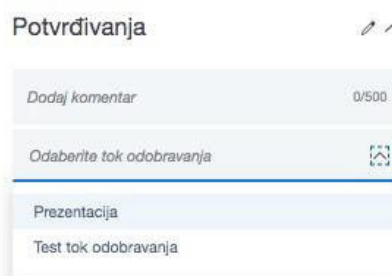 Potvrđivanja
Dodaj komentar 0/500
Odaberite tok odobravanja
Prezentacija
Test tok odobravanja